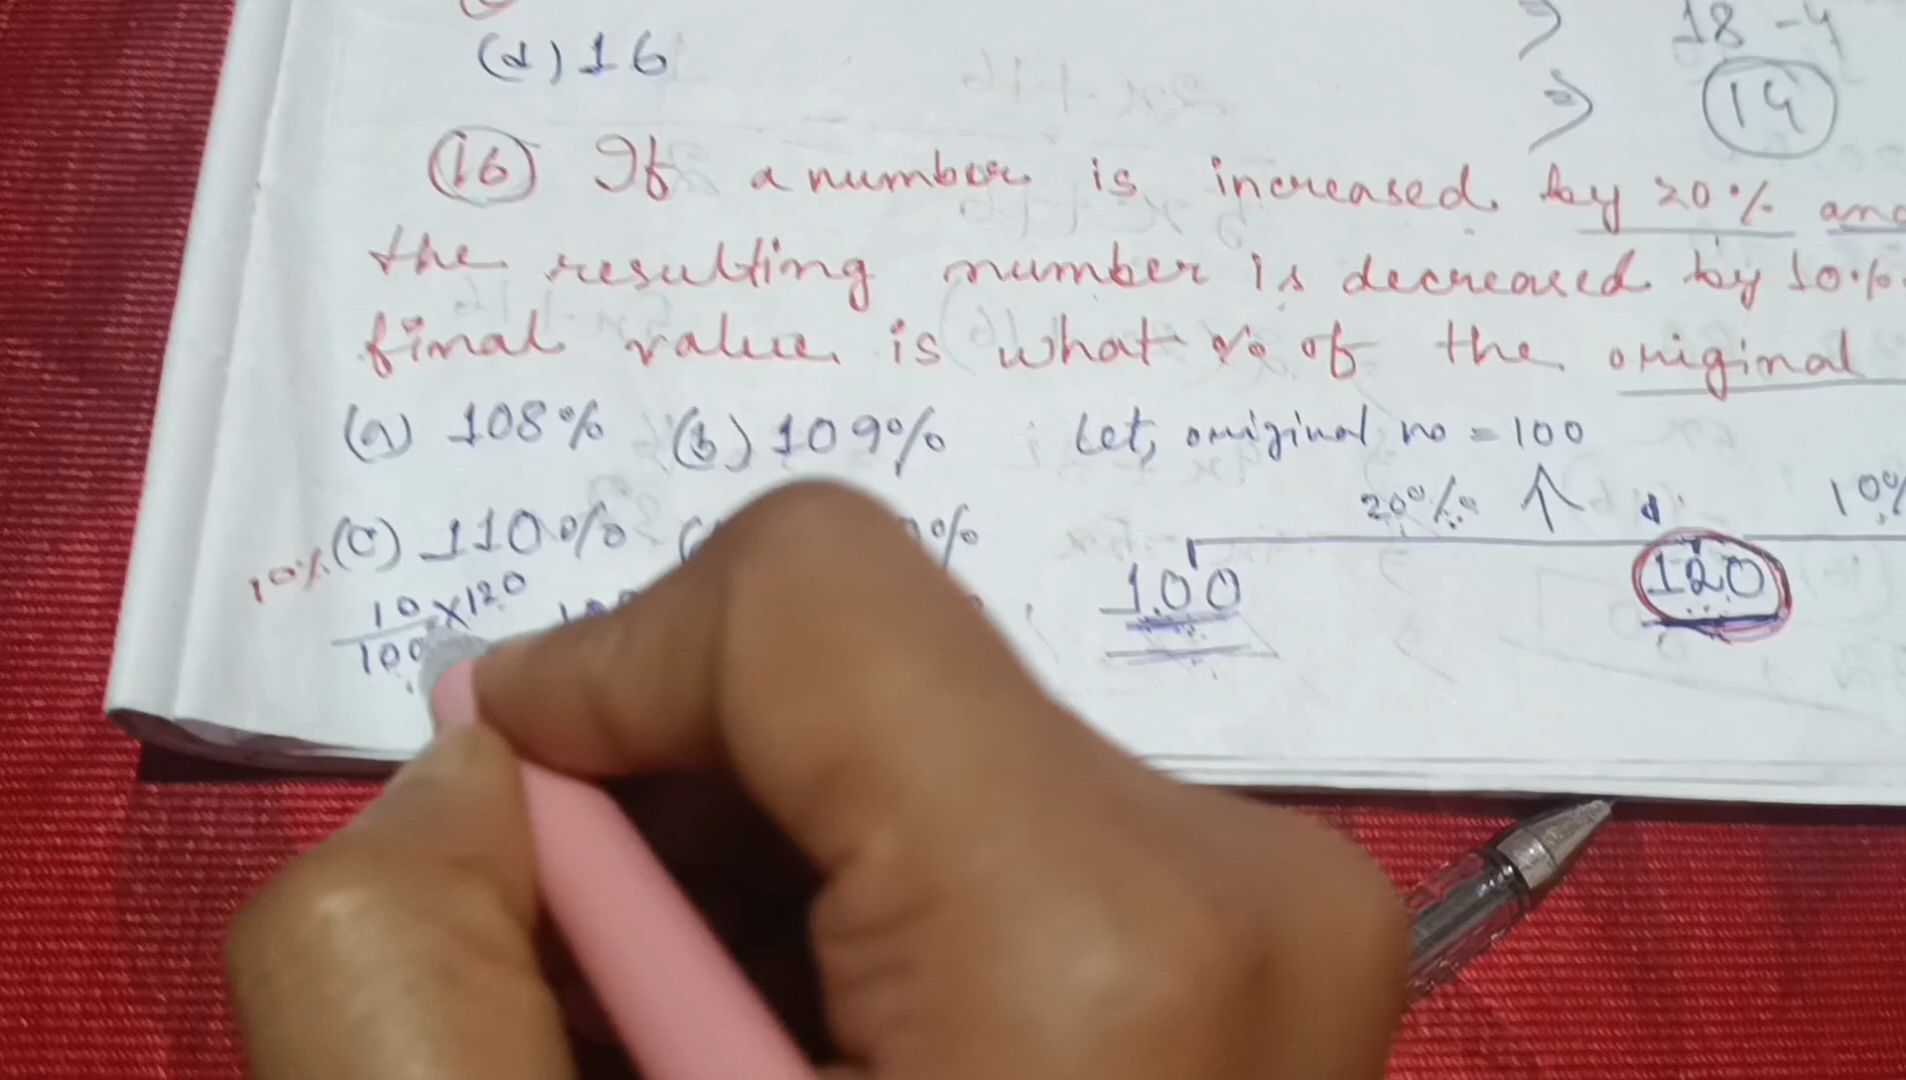 (d) 16
⇒ 18 - 4
⇒ 14
(16) If a number is increased by 20% and
the resulting number is decreased by 10%.
final value is what % of the original
(a) 108% (b) 109%
Let, original no = 100
(c) 110%
20% ↑ 10%
10%
10/100 × 120
100 120